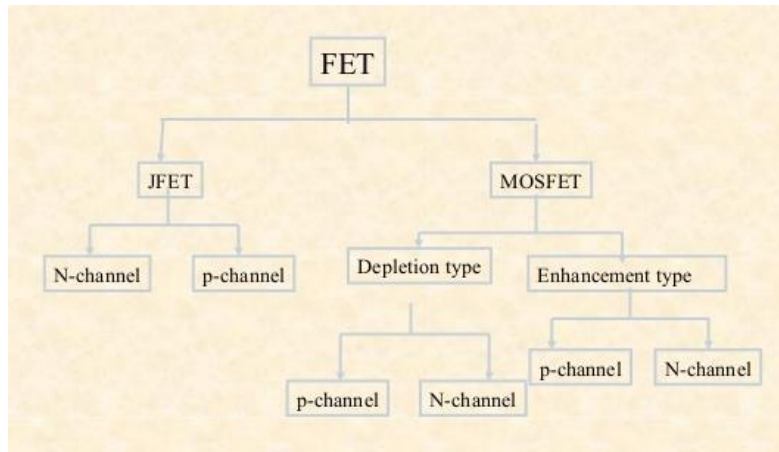 FET
JFET
MOSFET
N-channel
p-channel
Depletion type
Enhancement type
p-channel
N-channel
p-channel
N-channel